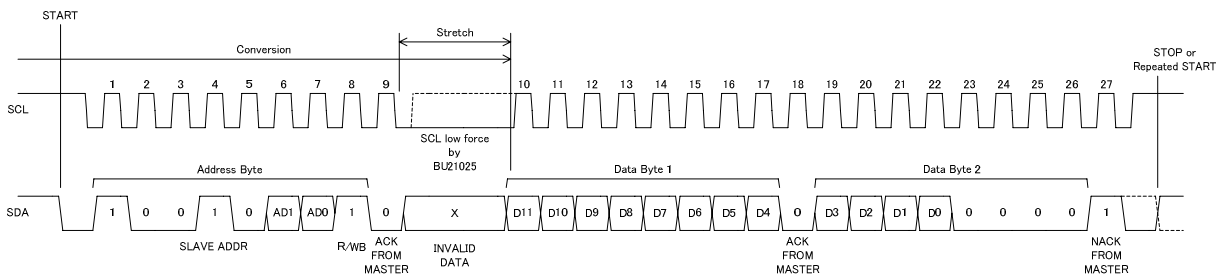 START
Stretch
Conversion
STOP or
Repeated START
1 2 3 4 5 6 7 8 9 10 11 12 13 14 15 16 17 18 19 20 21 22 23 24 25 26 27
SCL
SCL low force
by
BU21025
Address Byte
Data Byte 1
Data Byte 2
SDA
1 0 0 1 0 AD1 AD0 1 0 X D11 D10 D9 D8 D7 D6 D5 D4 0 D3 D2 D1 D0 0 0 0 0 1
SLAVE ADDR
R/WB
ACK
FROM
MASTER
INVALID
DATA
ACK
FROM
MASTER
NACK
FROM
MASTER